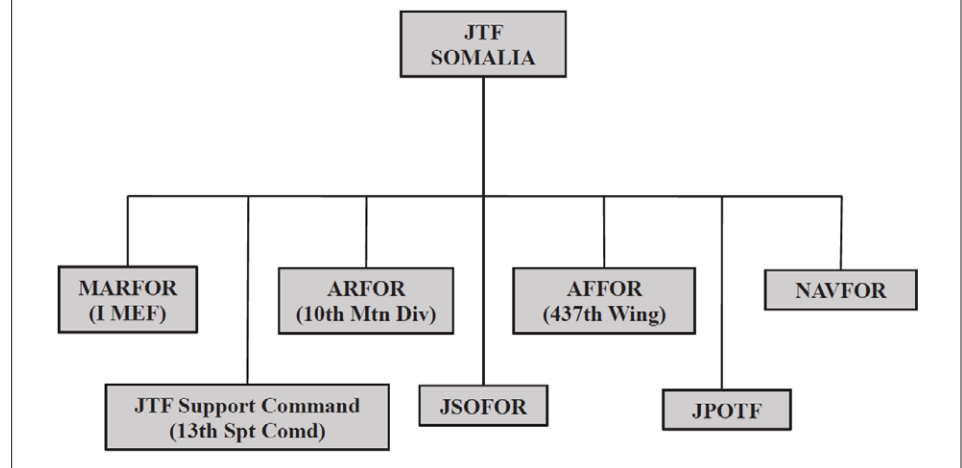 JTF
SOMALIA
MARFOR
(I MEF)
ARFOR
(10th Mtn Div)
AFFOR
(437th Wing)
NAVFOR
JTF Support Command
(13th Spt Comd)
JSOFOR
JPOTF